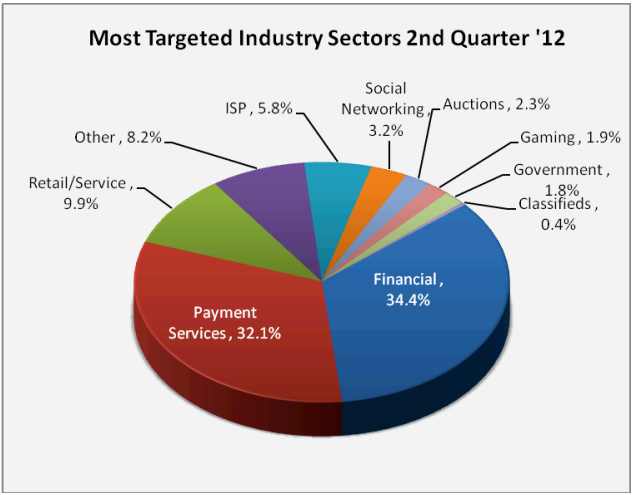 Most Targeted Industry Sectors 2nd Quarter '12
Social
Networking ,
3.2%
ISP , 5.8%
Auctions , 2.3%
Other , 8.2%
Gaming , 1.9%
Government ,
1.8%
Retail/Service ,
9.9%
Classifieds ,
0.4%
Financial ,
34.4%
Payment
Services , 32.1%